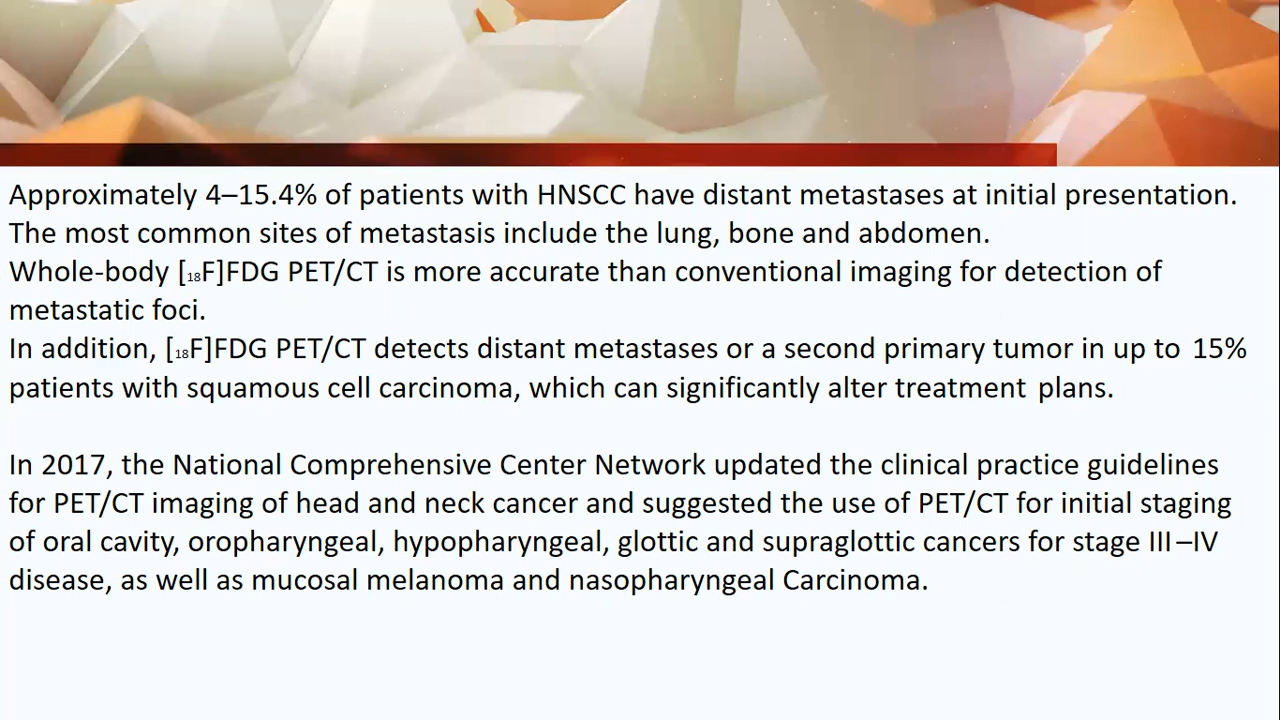 Approximately 4–15.4% of patients with HNSCC have distant metastases at initial presentation.
The most common sites of metastasis include the lung, bone and abdomen.
Whole-body [18F]FDG PET/CT is more accurate than conventional imaging for detection of
metastatic foci.
In addition, [18F]FDG PET/CT detects distant metastases or a second primary tumor in up to 15%
patients with squamous cell carcinoma, which can significantly alter treatment plans.
In 2017, the National Comprehensive Center Network updated the clinical practice guidelines
for PET/CT imaging of head and neck cancer and suggested the use of PET/CT for initial staging
of oral cavity, oropharyngeal, hypopharyngeal, glottic and supraglottic cancers for stage III–IV
disease, as well as mucosal melanoma and nasopharyngeal Carcinoma.